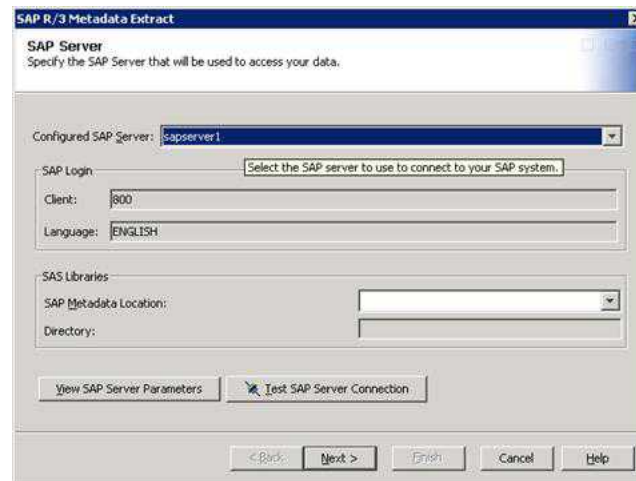 SAP R/3 Metadata Extract
SAP Server
Specify the SAP Server that will be used to access your data.
Configured SAP Server: sapserver1
Select the SAP server to use to connect to your SAP system.
SAP Login
Client: 800
Language: ENGLISH
SAS Libraries
SAP Metadata Location:
Directory:
View SAP Server Parameters
Test SAP Server Connection
< Back
Next >
Finish
Cancel
Help